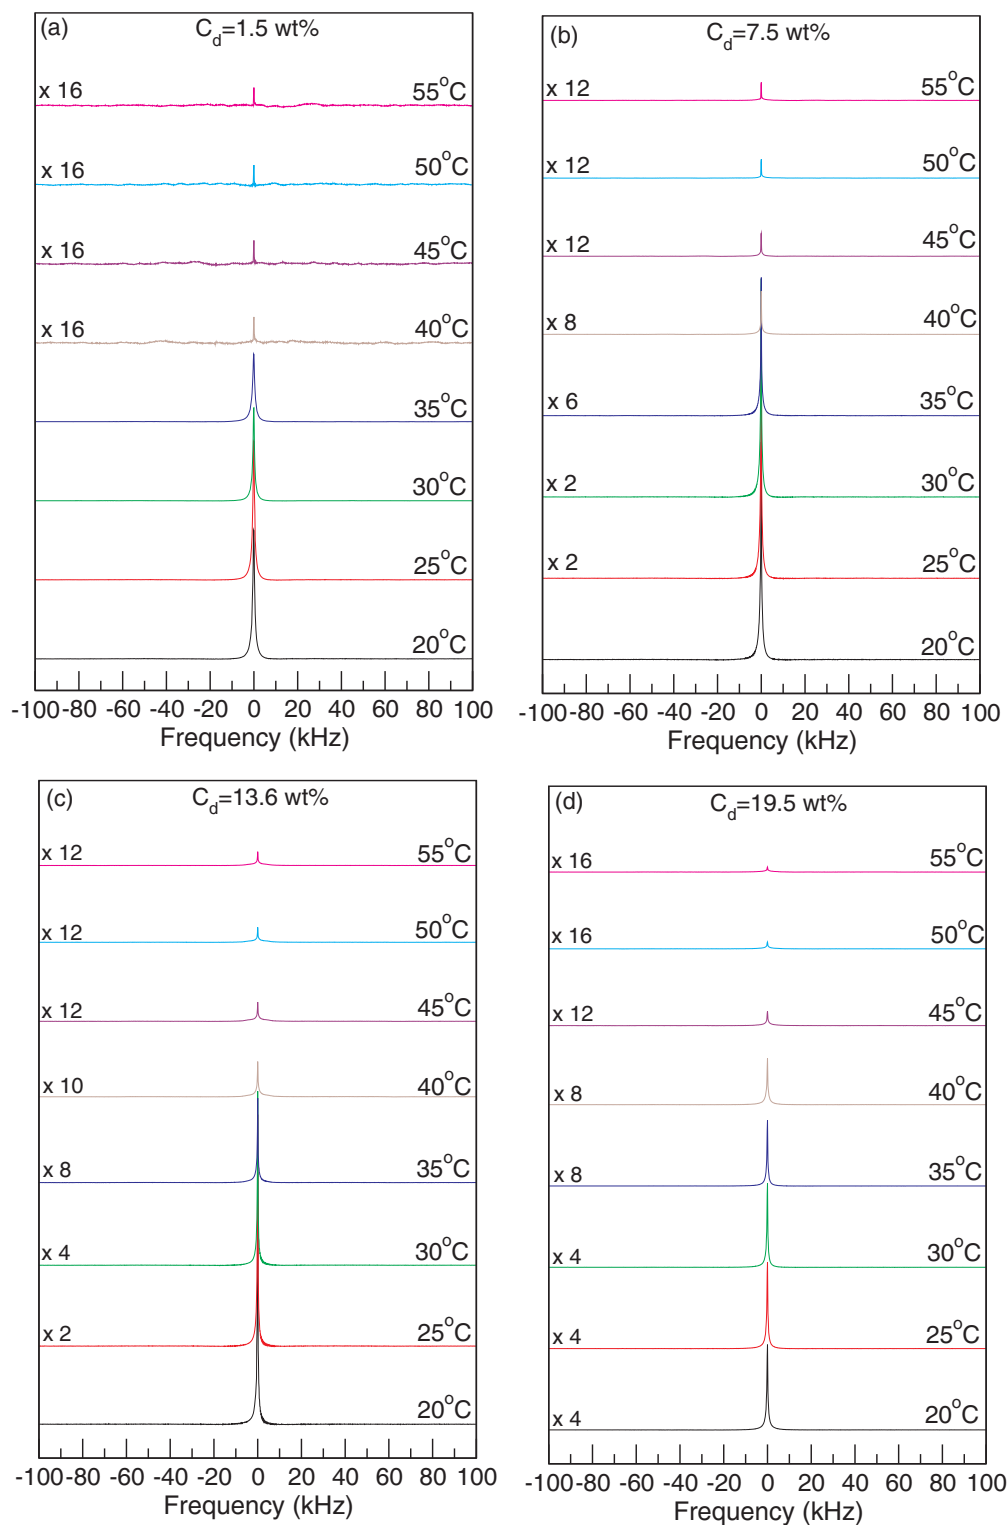 (a) C_d=1.5 wt%
x 16 55°C
x 16 50°C
x 16 45°C
x 16 40°C
35°C
30°C
25°C
20°C
-100 -80 -60 -40 -20 0 20 40 60 80 100
Frequency (kHz)
(b) C_d=7.5 wt%
x 12 55°C
x 12 50°C
x 12 45°C
x 8 40°C
x 6 35°C
x 2 30°C
x 2 25°C
20°C
-100 -80 -60 -40 -20 0 20 40 60 80 100
Frequency (kHz)
(c) C_d=13.6 wt%
x 12 55°C
x 12 50°C
x 12 45°C
x 10 40°C
x 8 35°C
x 4 30°C
x 2 25°C
20°C
-100 -80 -60 -40 -20 0 20 40 60 80 100
Frequency (kHz)
(d) C_d=19.5 wt%
x 16 55°C
x 16 50°C
x 12 45°C
x 8 40°C
x 8 35°C
x 4 30°C
x 4 25°C
x 4 20°C
-100 -80 -60 -40 -20 0 20 40 60 80 100
Frequency (kHz)